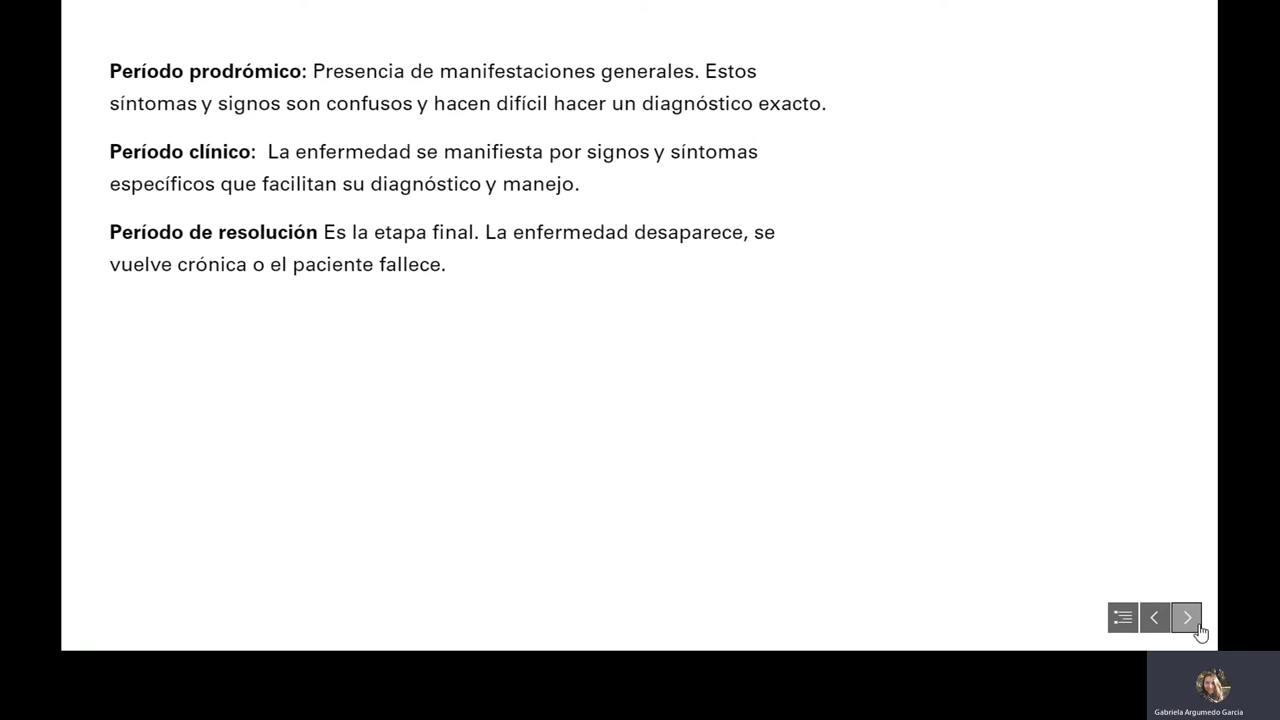 Período prodrómico: Presencia de manifestaciones generales. Estos
síntomas y signos son confusos y hacen difícil hacer un diagnóstico exacto.
Período clínico:  La enfermedad se manifiesta por signos y síntomas
específicos que facilitan su diagnóstico y manejo.
Período de resolución Es la etapa final. La enfermedad desaparece, se
vuelve crónica o el paciente fallece.
Gabriela Argumedo Garcia